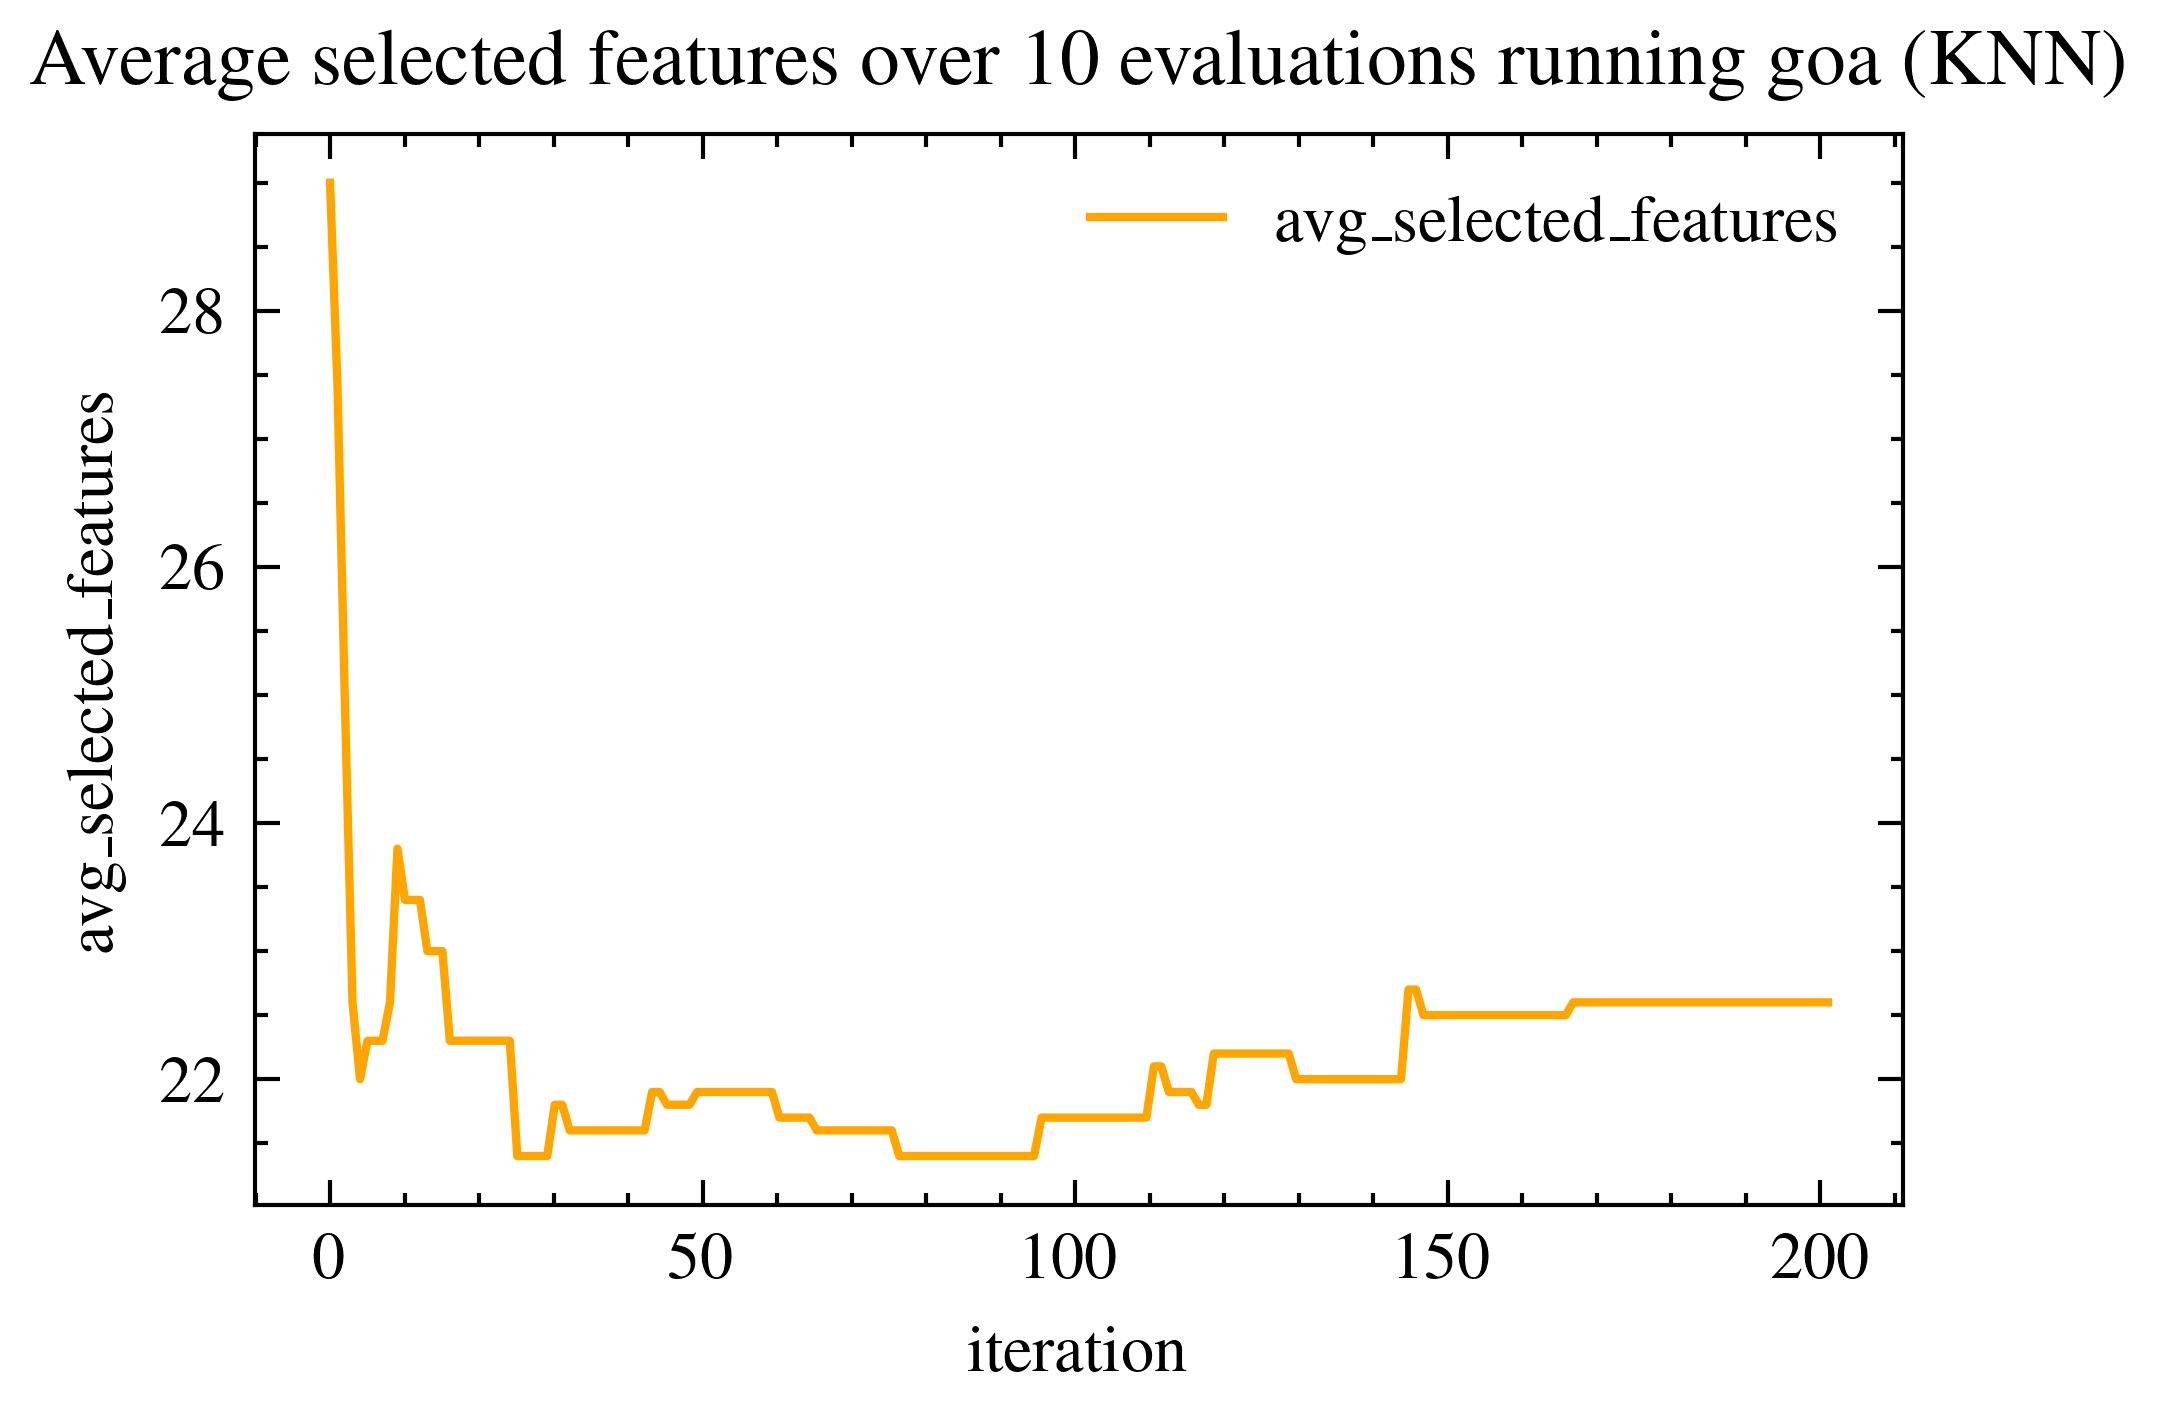 Average selected features over 10 evaluations running goa (KNN)
avg_selected_features
28
26
24
22
avg_selected_features
0 50 100 150 200
iteration